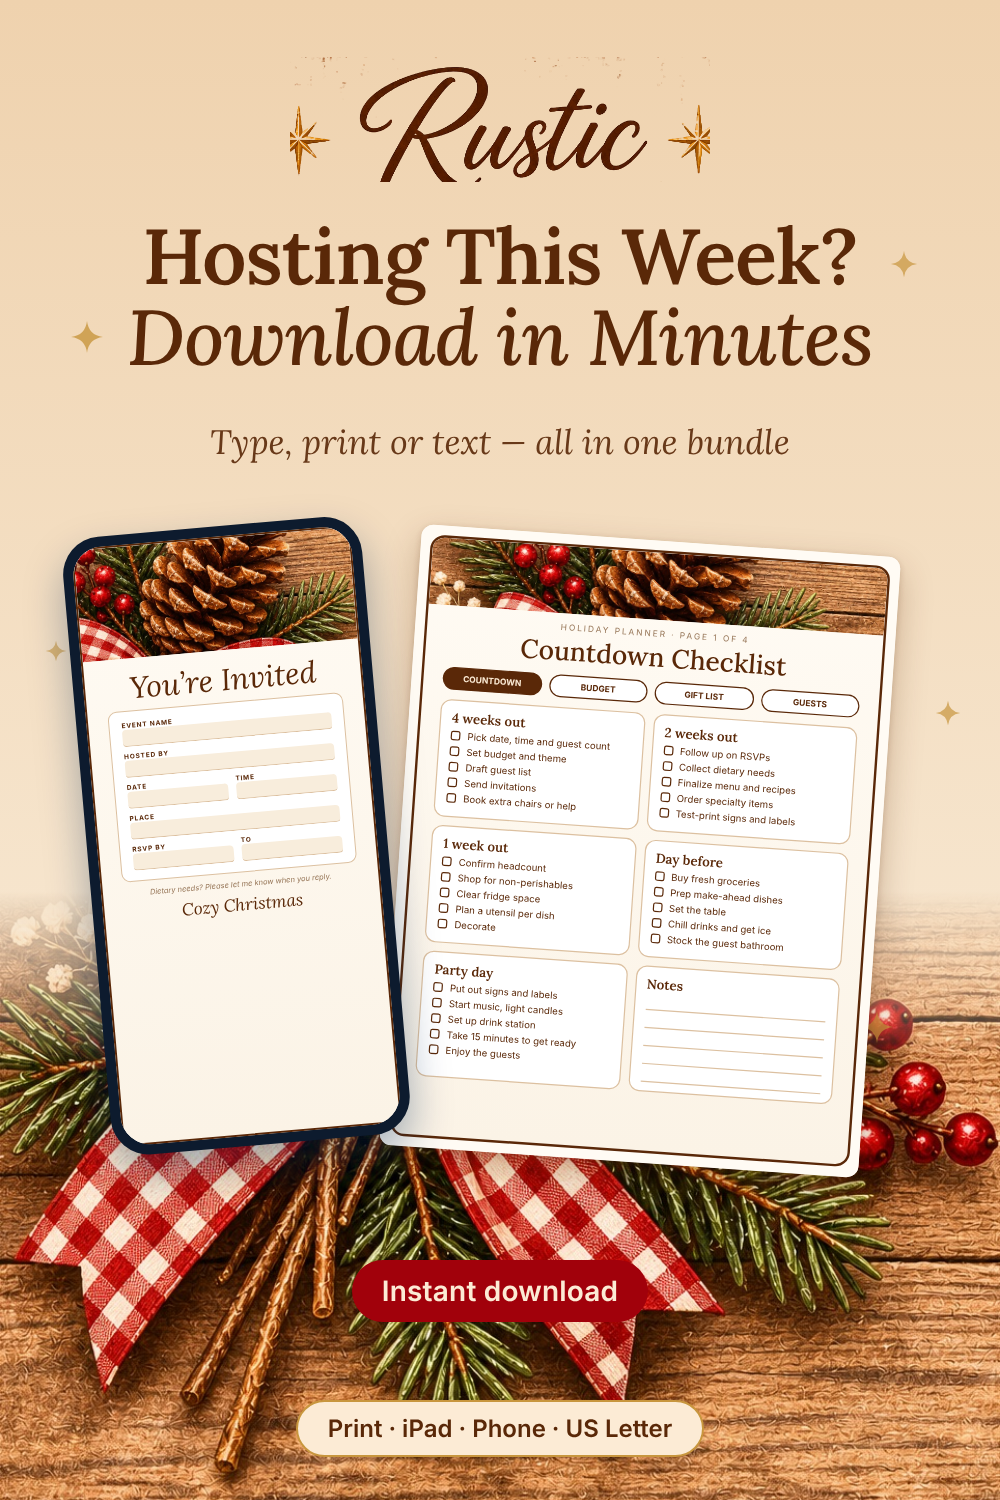 Rustic
Hosting This Week?
Download in Minutes
Type, print or text — all in one bundle
You're Invited
EVENT NAME
HOSTED BY
DATE
TIME
PLACE
RSVP BY
TO
Dietary needs? Please let me know when you reply.
Cozy Christmas
HOLIDAY PLANNER · PAGE 1 OF 4
Countdown Checklist
COUNTDOWN
BUDGET
GIFT LIST
GUESTS
4 weeks out
Pick date, time and guest count
Set budget and theme
Draft guest list
Send invitations
Book extra chairs or help
2 weeks out
Follow up on RSVPs
Collect dietary needs
Finalize menu and recipes
Order specialty items
Test-print signs and labels
1 week out
Confirm headcount
Shop for non-perishables
Clear fridge space
Plan a utensil per dish
Decorate
Day before
Buy fresh groceries
Prep make-ahead dishes
Set the table
Chill drinks and get ice
Stock the guest bathroom
Party day
Put out signs and labels
Start music, light candles
Set up drink station
Take 15 minutes to get ready
Enjoy the guests
Notes
Instant download
Print · iPad · Phone · US Letter